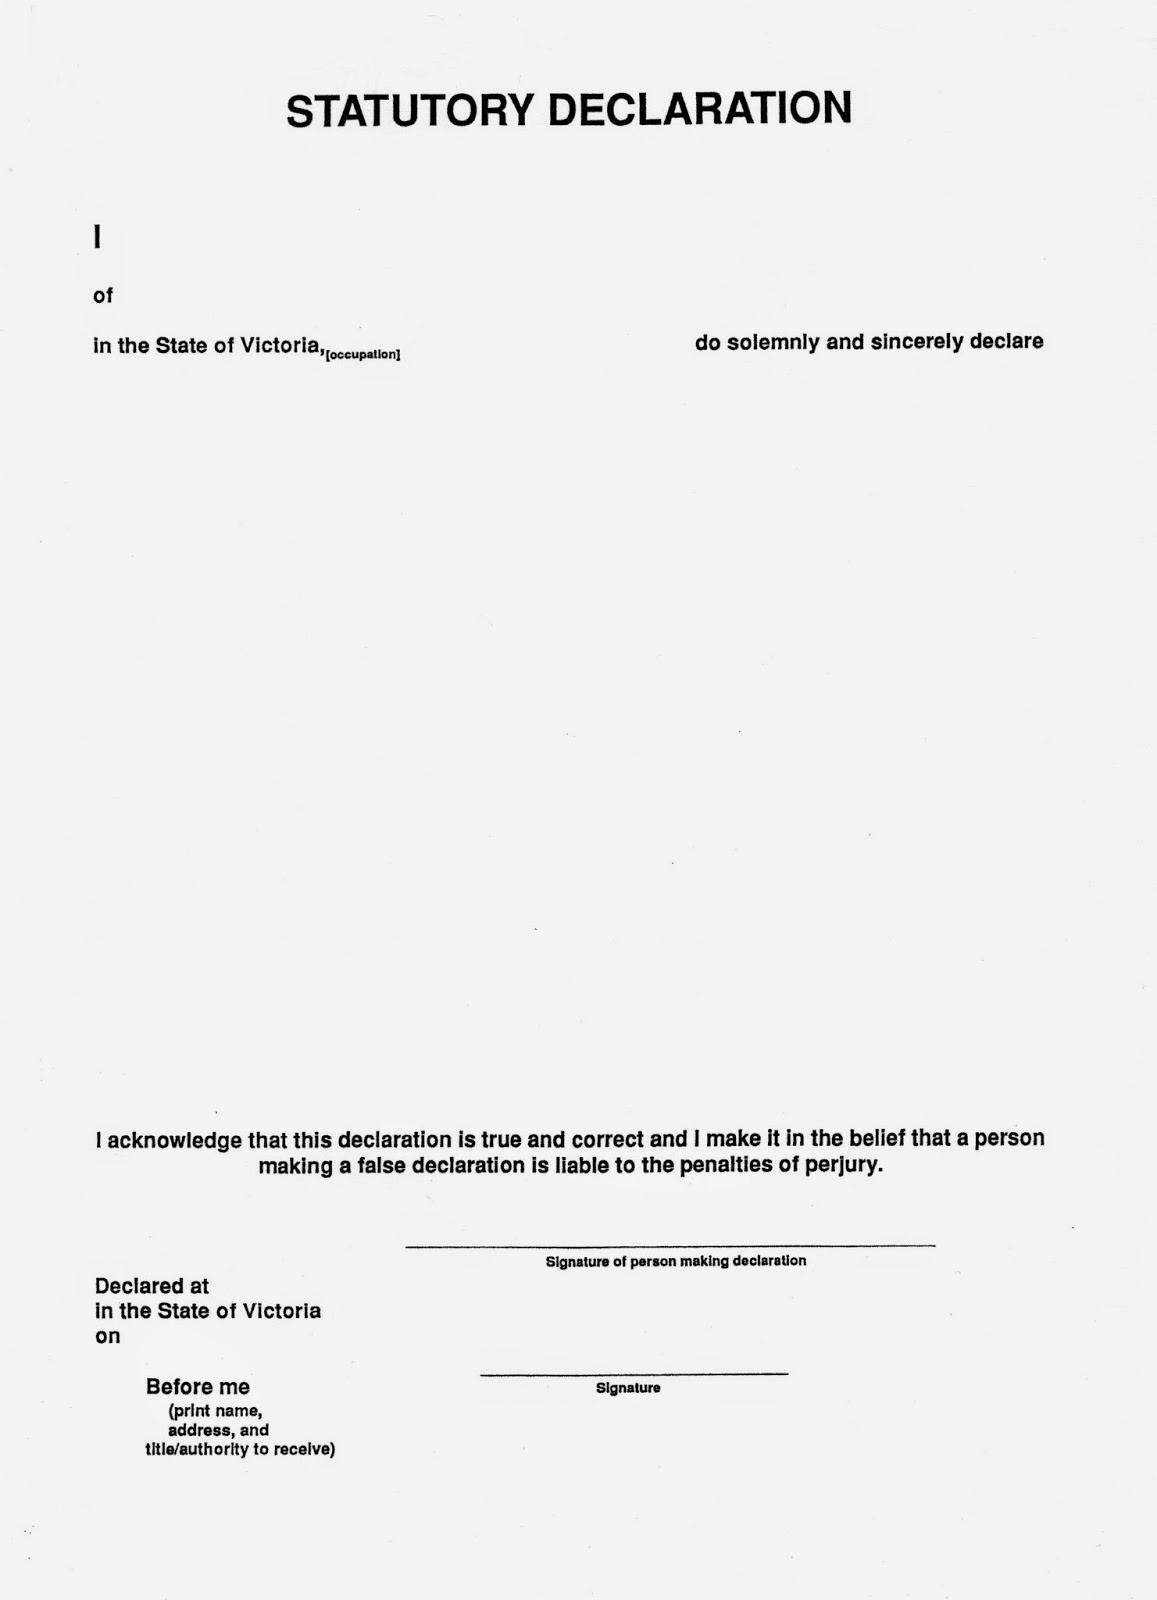 STATUTORY DECLARATION
I
of
in the State of Victoria,[occupation] do solemnly and sincerely declare
I acknowledge that this declaration is true and correct and I make it in the belief that a person
making a false declaration is liable to the penalties of perjury.
Signature of person making declaration
Declared at
in the State of Victoria
on
Signature
Before me
(print name,
address, and
title/authority to receive)